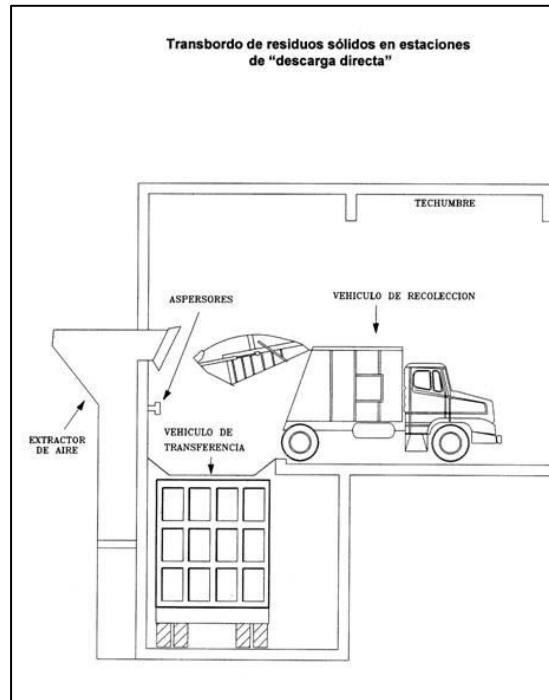 Transbordo de residuos sólidos en estaciones
de “descarga directa”
TECHUMBRE
ASPERSORES
VEHICULO DE RECOLECCION
VEHICULO DE
TRANSFERENCIA
EXTRACTOR
DE AIRE